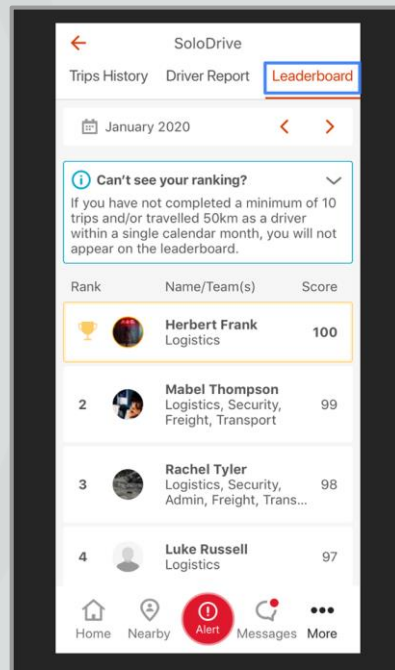 SoloDrive
Trips History Driver Report Leaderboard
January 2020
Can't see your ranking?
If you have not completed a minimum of 10
trips and/or travelled 50km as a driver
within a single calendar month, you will not
appear on the leaderboard.
Rank Name/Team(s) Score
Herbert Frank
Logistics
100
2
Mabel Thompson
Logistics, Security,
Freight, Transport
99
3
Rachel Tyler
Logistics, Security,
Admin, Freight, Trans...
98
4
Luke Russell
Logistics
97
Home Nearby Alert Messages More